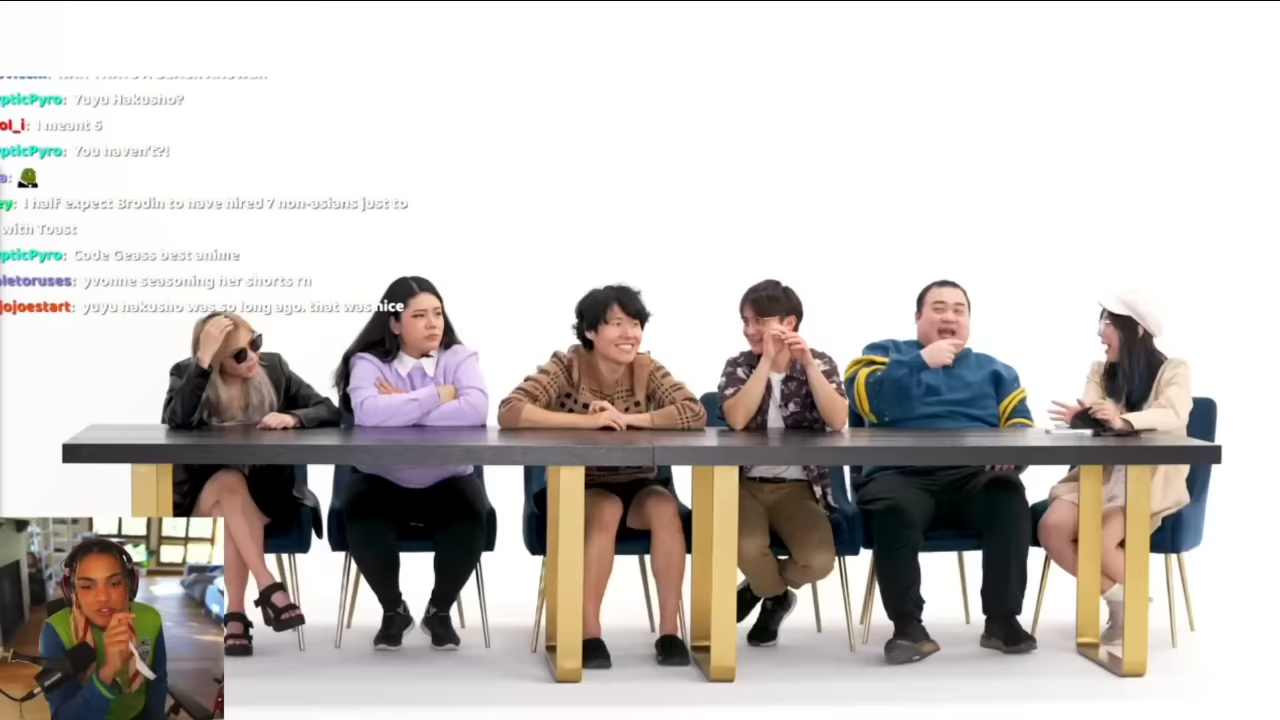 pticPyro: Yuyu Hakusho?
ol_i: I meant 5
pticPyro: You haven't?!
a:
ey: I half expect Brodin to have hired 7 non-asians just to
with Toast
pticPyro: Code Geass best anime
letoruses: yvonne seasoning her shorts rn
jojoestart: yuyu hakusho was so long ago. that was nice